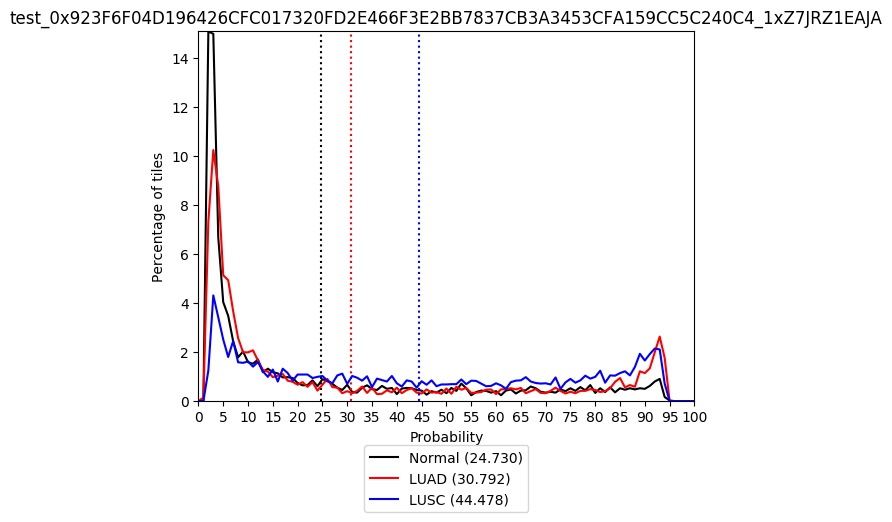 test_0x923F6F04D196426CFC017320FD2E466F3E2BB7837CB3A3453CFA159CC5C240C4_1xZ7JRZ1EAJA
14
12
10
8
6
4
2
0
Percentage of tiles
0 5 10 15 20 25 30 35 40 45 50 55 60 65 70 75 80 85 90 95 100
Probability
Normal (24.730)
LUAD (30.792)
LUSC (44.478)